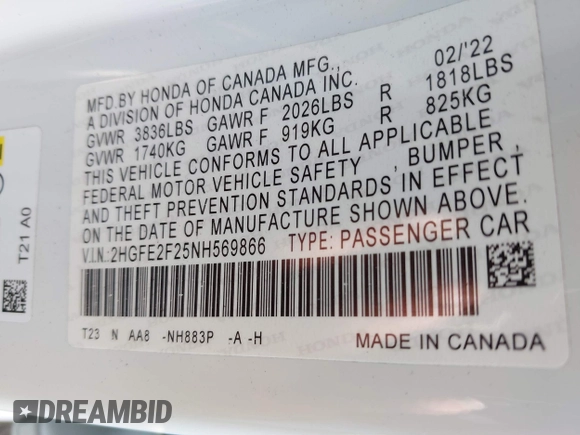 MFD.BY HONDA OF CANADA MFG., 02/'22
A DIVISION OF HONDA CANADA INC.
GVWR 3836LBS GAWR F 2026LBS R 1818LBS
GVWR 1740KG GAWR F 919KG R 825KG
THIS VEHICLE CONFORMS TO ALL APPLICABLE
FEDERAL MOTOR VEHICLE SAFETY, BUMPER,
AND THEFT PREVENTION STANDARDS IN EFFECT
ON THE DATE OF MANUFACTURE SHOWN ABOVE.
V.I.N.:2HGFE2F25NH569866 TYPE: PASSENGER CAR
T23 N AA8 -NH883P -A -H
MADE IN CANADA
T21 A0
DREAMBID